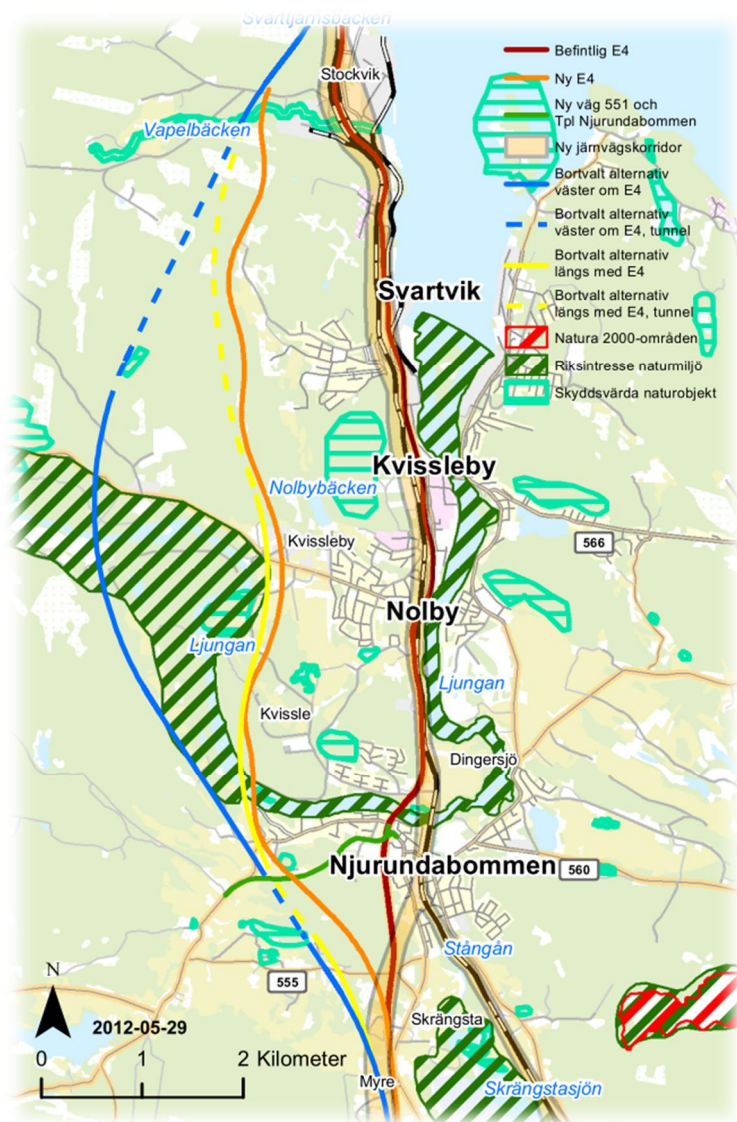 Svartjärnsbäcken
Stockvik
Vapelbäcken
Befintlig E4
Ny E4
Ny väg 551 och
Tpl Njurundabommen
Ny järnvägskorridor
Bortvalt alternativ
väster om E4
Bortvalt alternativ
väster om E4, tunnel
Bortvalt alternativ
längs med E4
Bortvalt alternativ
längs med E4, tunnel
Natura 2000-områden
Riksintresse naturmiljö
Skyddsvärda naturobjekt
Svartvik
Kvissleby
Nolbybäcken
Kvissleby
566
Nolby
Ljungan
Ljungan
Kvissle
Dingersjö
Njurundabommen
560
Stångån
555
Skrängsta
N
2012-05-29
0 1 2 Kilometer
Myre
Skrängstasjön